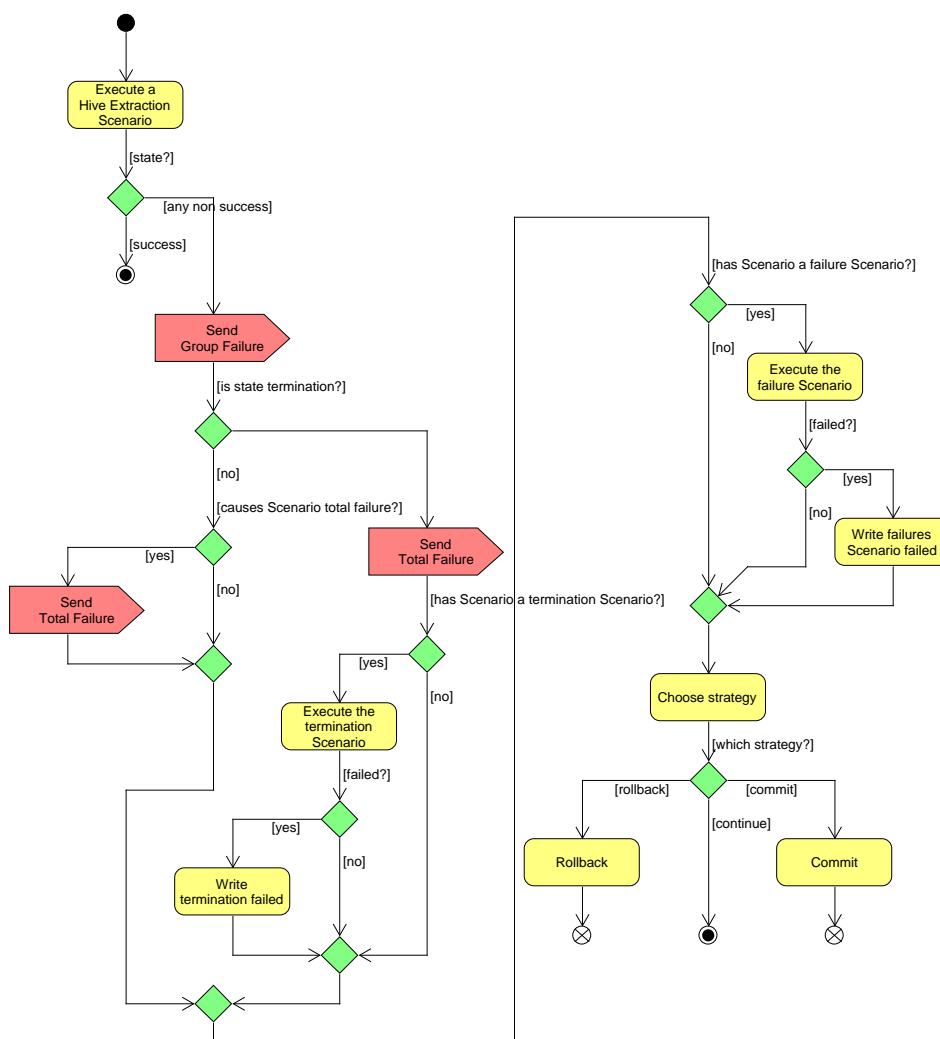 Execute a
Hive Extraction
Scenario
[state?]
[any non success]
[success]
Send
Group Failure
[is state termination?]
[no]
[causes Scenario total failure?]
[yes]
[no]
Send
Total Failure
Send
Total Failure
[has Scenario a termination Scenario?]
[yes]
[no]
Execute the
termination
Scenario
[failed?]
[yes]
[no]
Write
termination failed
[has Scenario a failure Scenario?]
[yes]
[no]
Execute the
failure Scenario
[failed?]
[yes]
[no]
Write failures
Scenario failed
Choose strategy
[which strategy?]
[rollback]
[commit]
[continue]
Rollback
Commit